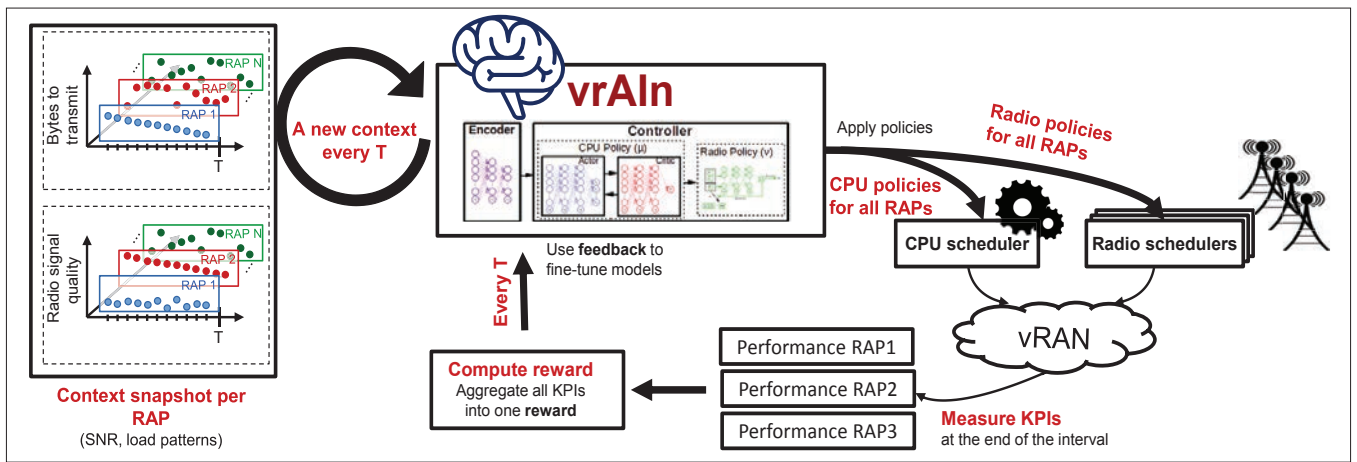 Bytes to
transmit
RAP N
RAP 2
RAP 1
T
Radio signal
quality
RAP N
RAP 2
RAP 1
T
Context snapshot per
RAP
(SNR, load patterns)
A new context
every T
vrAIn
Encoder
Controller
CPU Policy (μ)
Actor
Critic
Radio Policy (ν)
Use feedback to
fine-tune models
Every T
Apply policies
Radio policies
for all RAPs
CPU policies
for all RAPs
CPU scheduler
Radio schedulers
vRAN
Measure KPIs
at the end of the interval
Performance RAP1
Performance RAP2
Performance RAP3
Compute reward
Aggregate all KPIs
into one reward